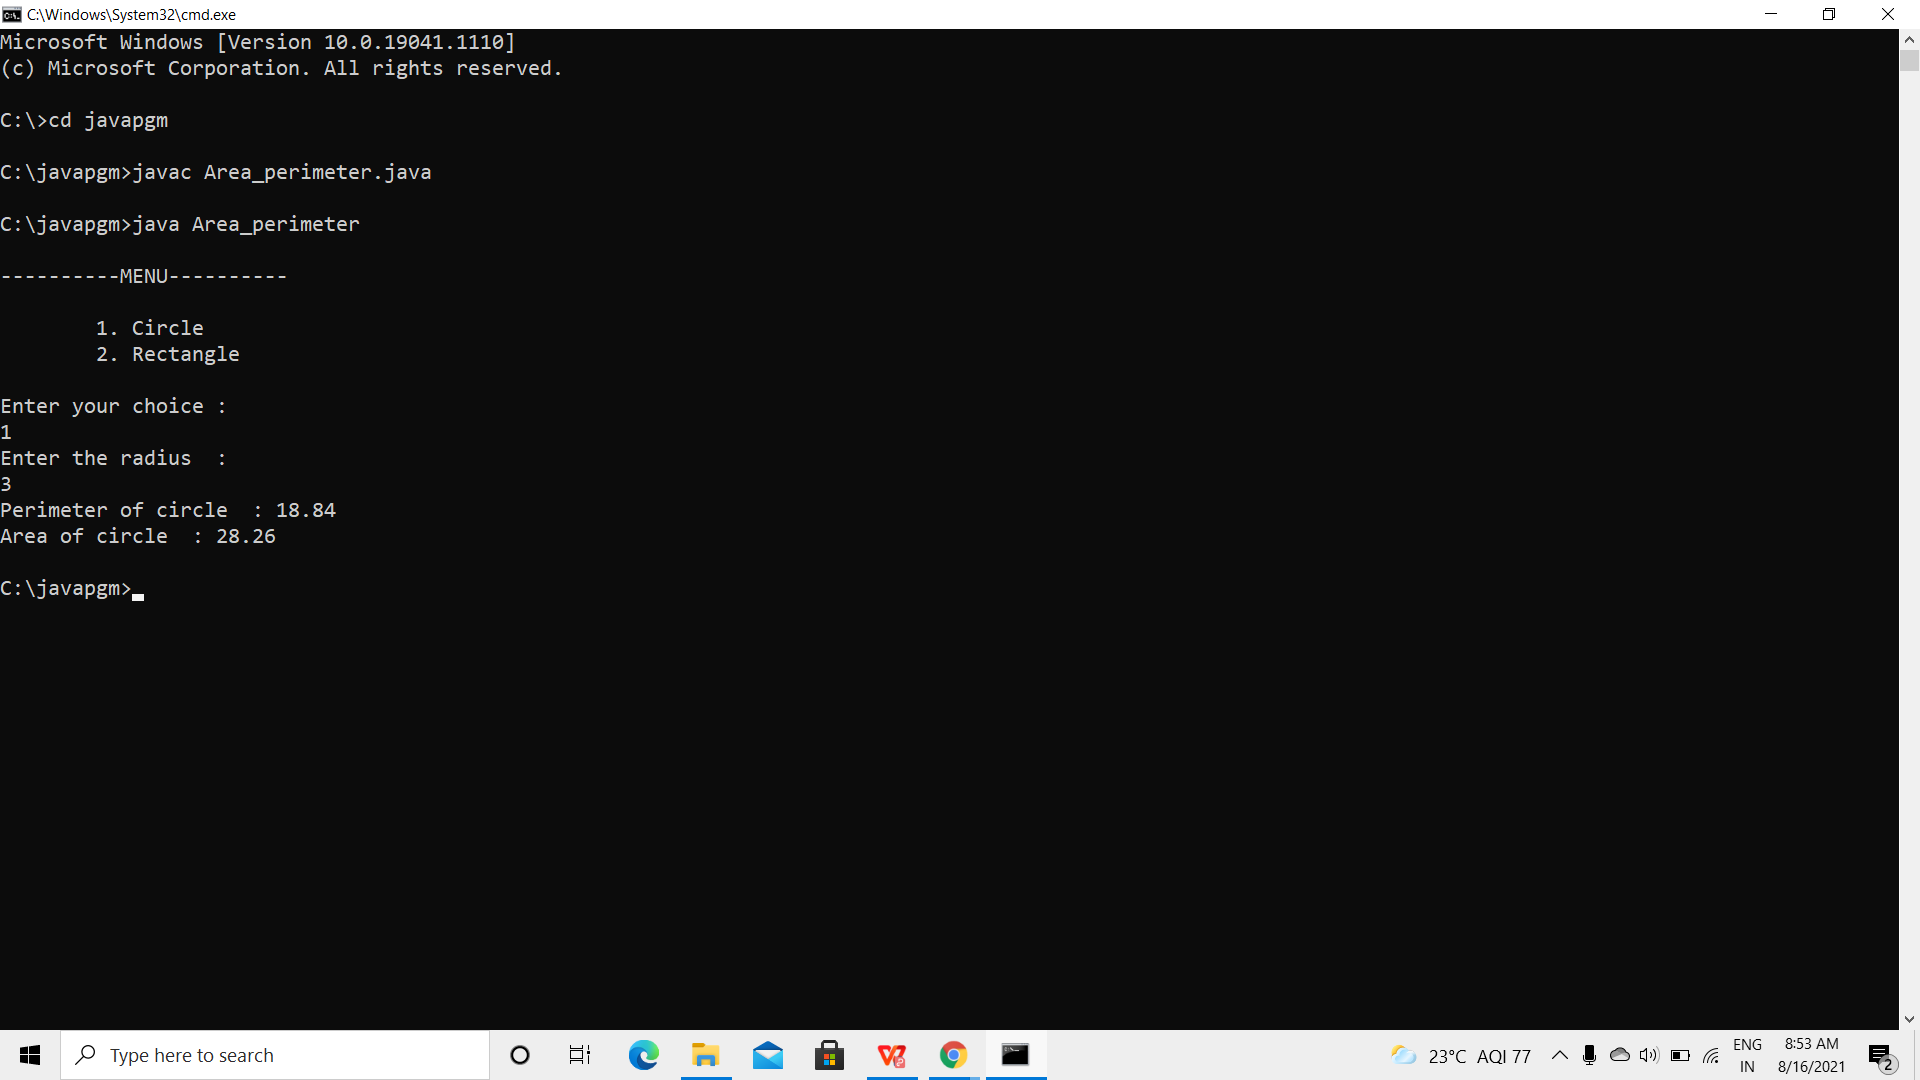 C:\Windows\System32\cmd.exe
Microsoft Windows [Version 10.0.19041.1110]
(c) Microsoft Corporation. All rights reserved.
C:\>cd javapgm
C:\javapgm>javac Area_perimeter.java
C:\javapgm>java Area_perimeter
----------MENU----------
1. Circle
2. Rectangle
Enter your choice :
1
Enter the radius  :
3
Perimeter of circle  : 18.84
Area of circle  : 28.26
C:\javapgm>
Type here to search
23°C AQI 77
ENG
IN
8:53 AM
8/16/2021
2